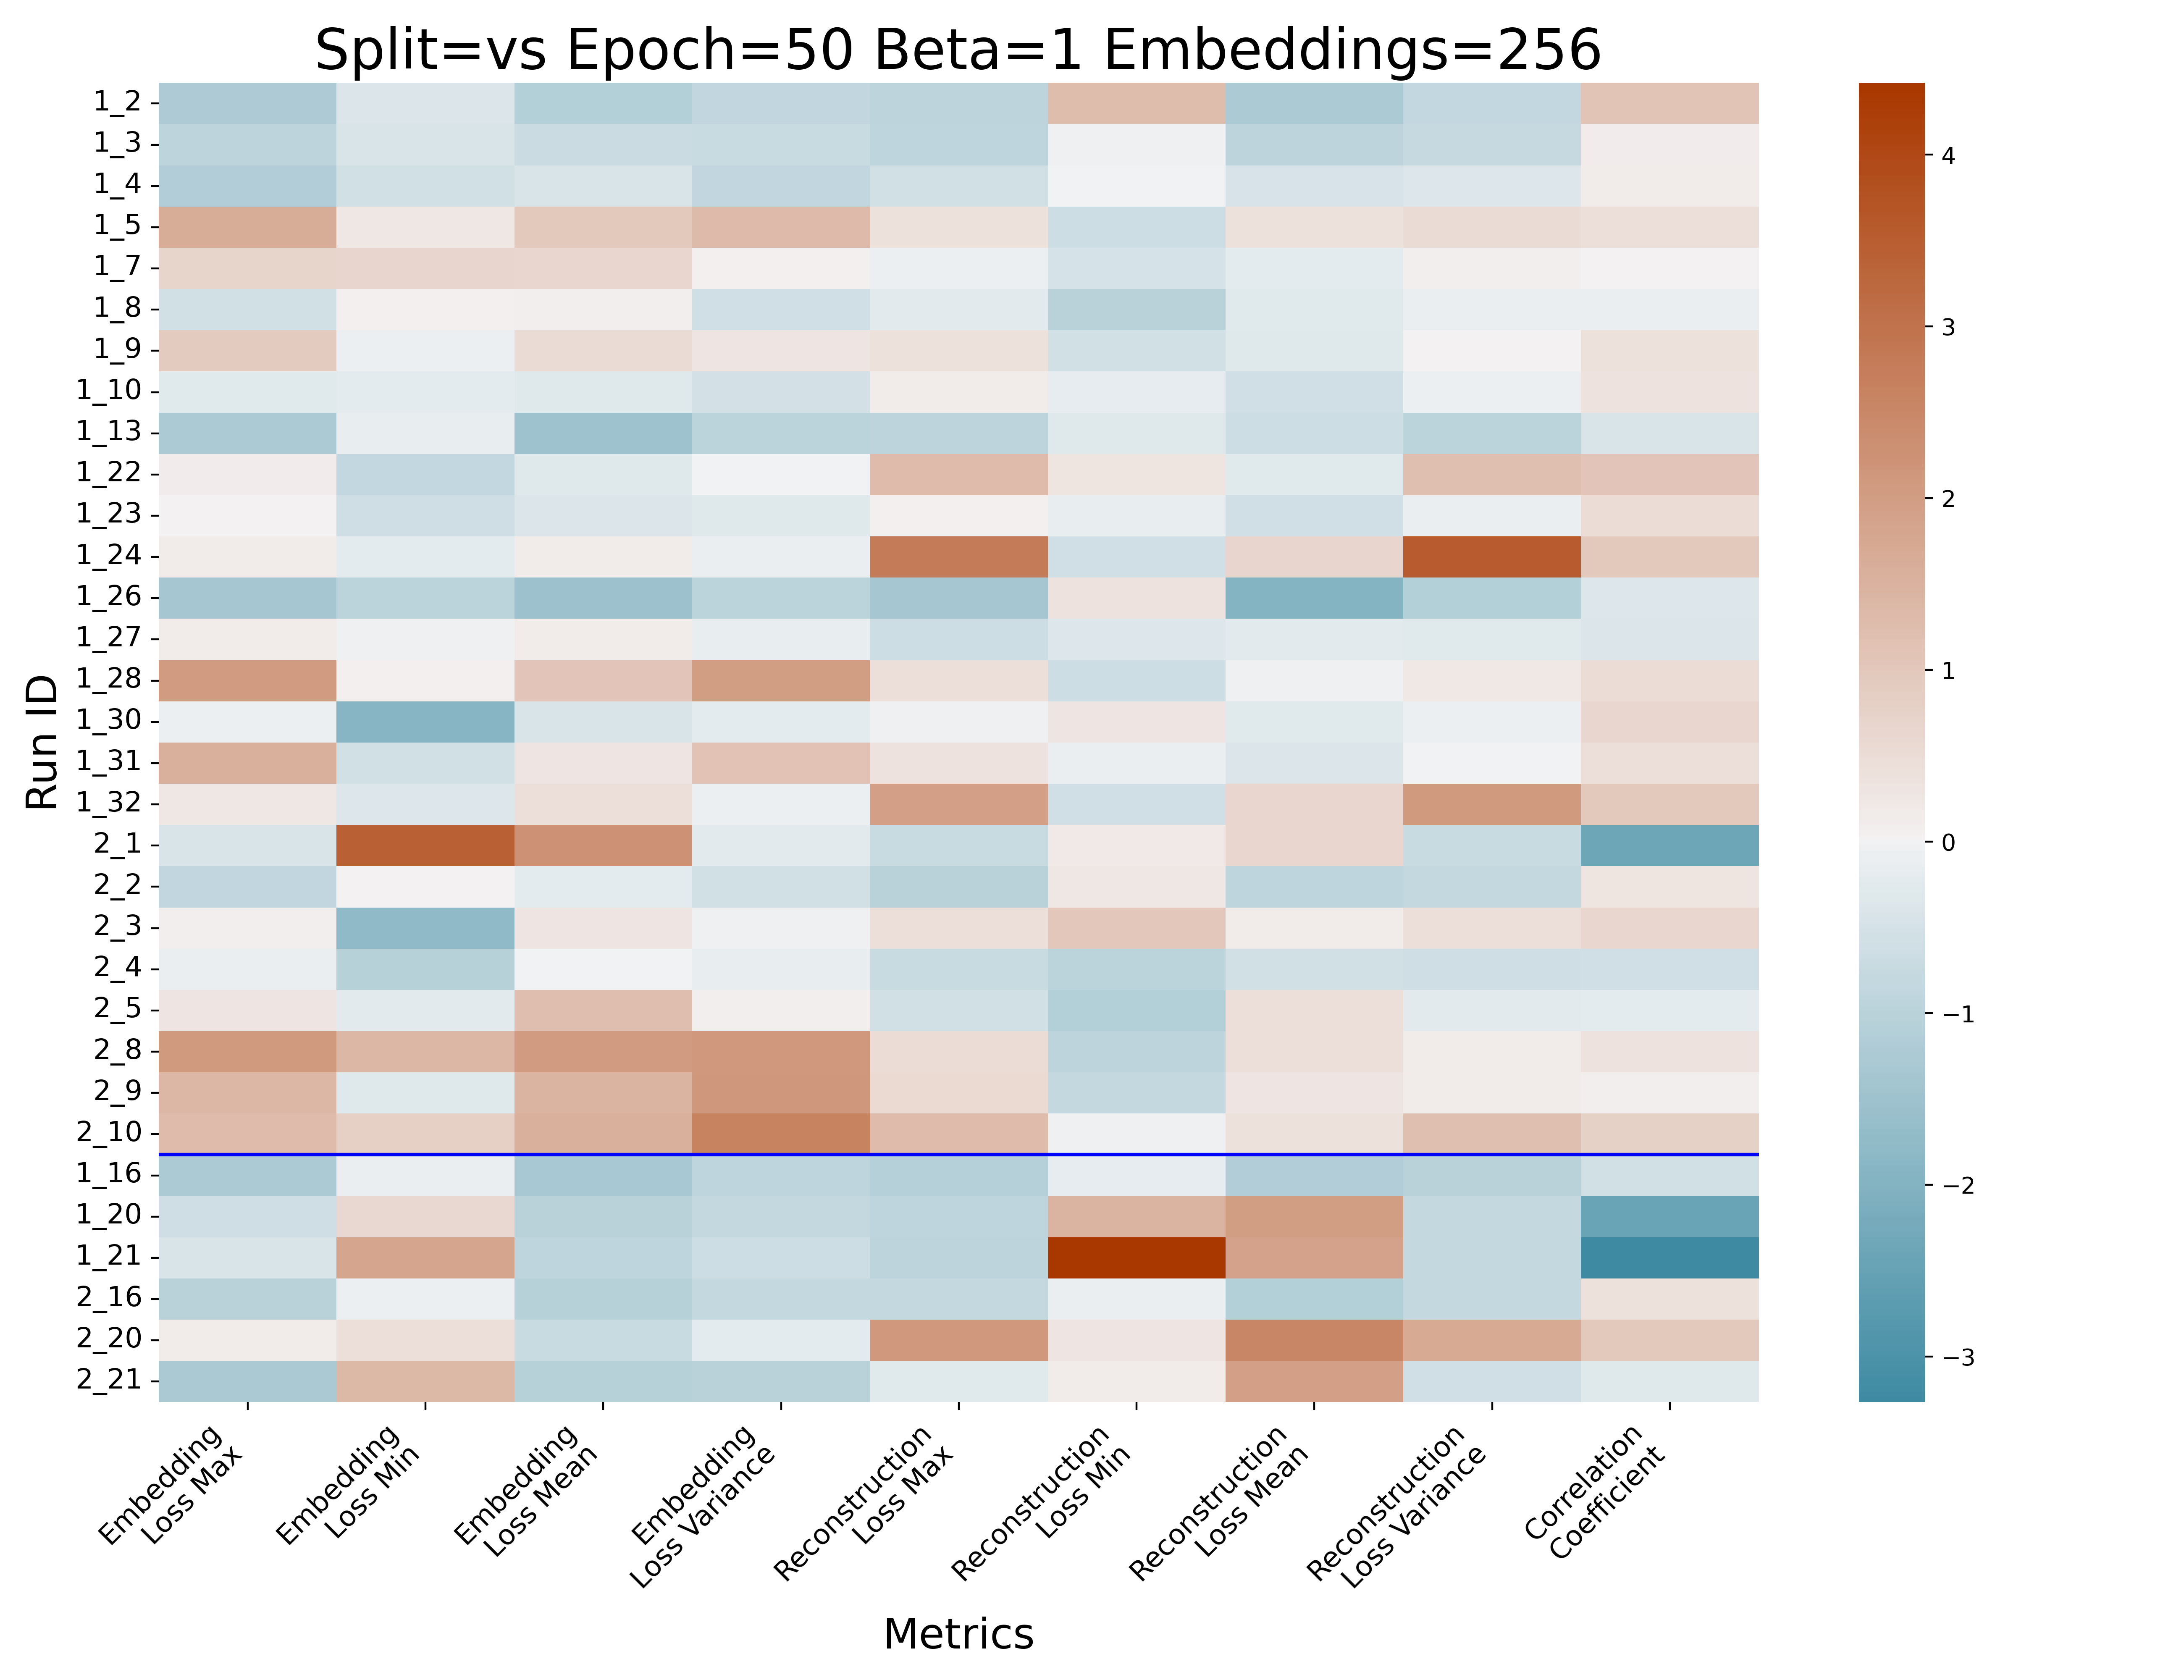 Split=vs Epoch=50 Beta=1 Embeddings=256
Run ID
1_2
1_3
1_4
1_5
1_7
1_8
1_9
1_10
1_13
1_22
1_23
1_24
1_26
1_27
1_28
1_30
1_31
1_32
2_1
2_2
2_3
2_4
2_5
2_8
2_9
2_10
1_16
1_20
1_21
2_16
2_20
2_21
Embedding
Loss Max
Embedding
Loss Min
Embedding
Loss Mean
Embedding
Loss Variance
Reconstruction
Loss Max
Reconstruction
Loss Min
Reconstruction
Loss Mean
Reconstruction
Loss Variance
Correlation
Coefficient
Metrics
4
3
2
1
0
−1
−2
−3